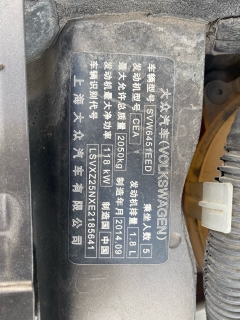 大众汽车(VOLKSWAGEN)
车辆型号 SVW6451EED 乘坐人数 5
发动机型号 CEA 发动机排量 1.8 L
最大允许总质量 2050kg 制造年月 2014.09
发动机最大净功率 118 kW 制造国 中国
车辆识别代号 LSVXZ25NXE2185641
上海大众汽车有限公司